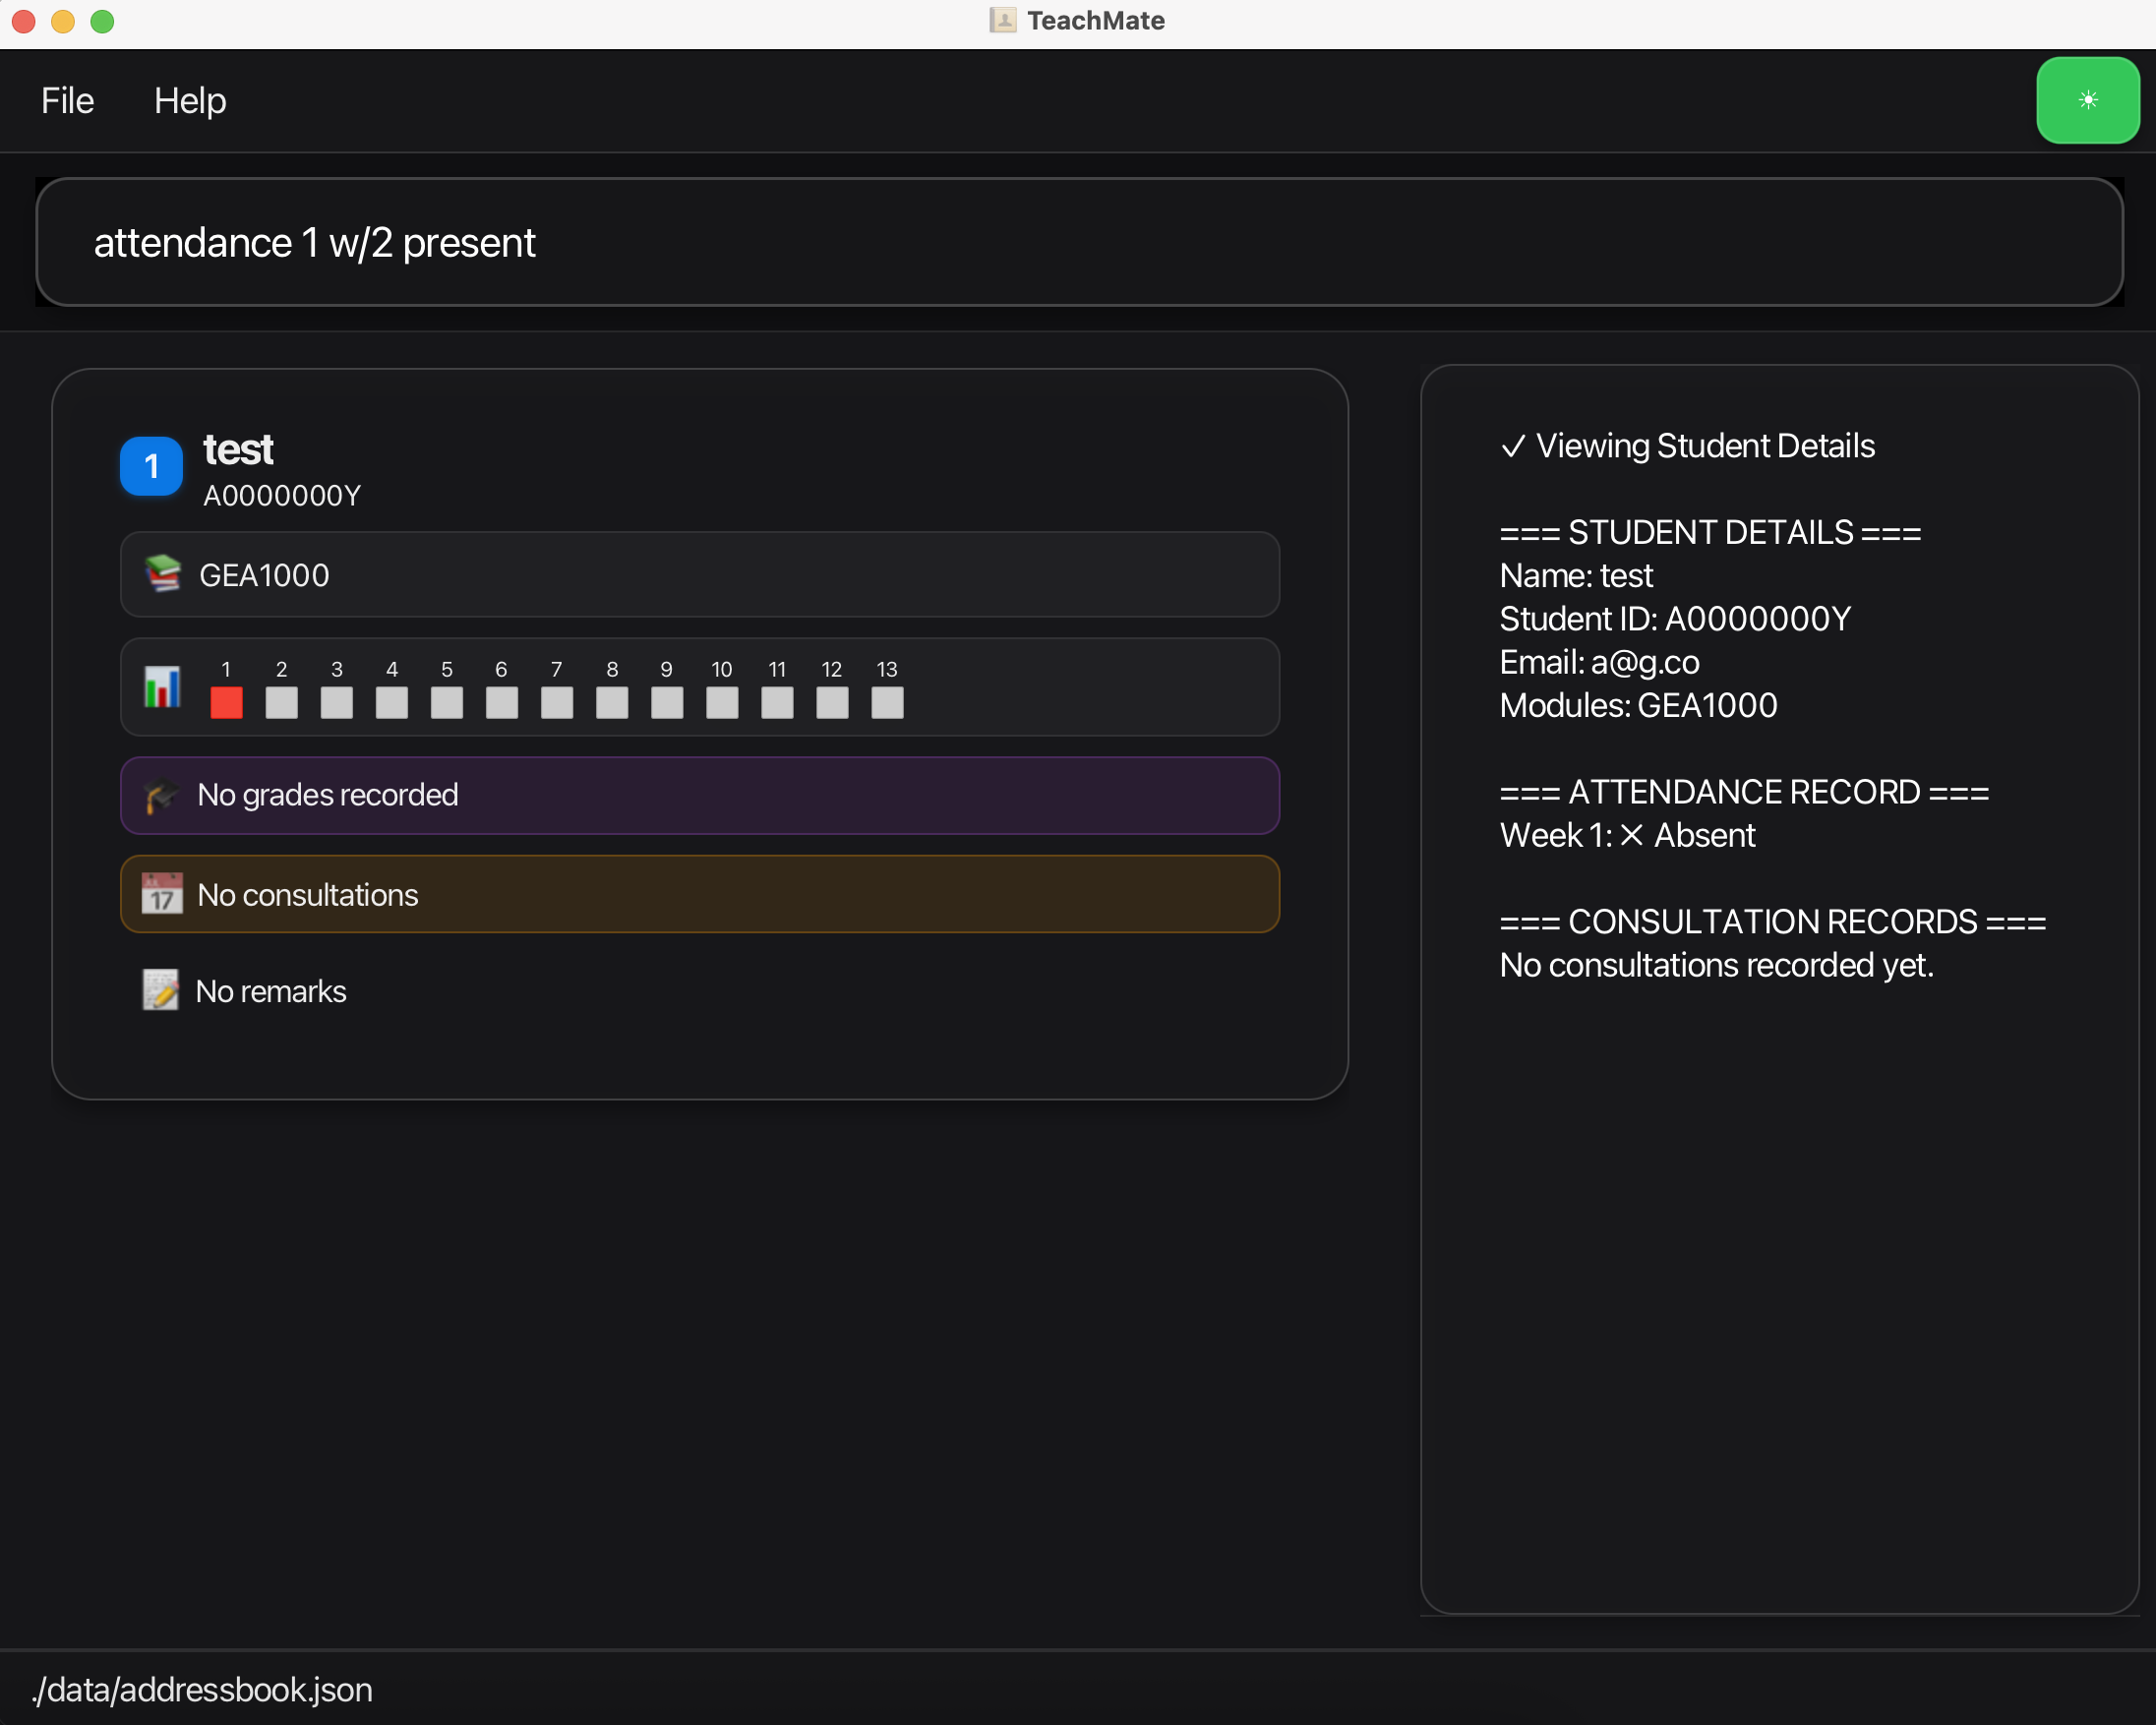 TeachMate
File Help
attendance 1 w/2 present
1
test
A0000000Y
GEA1000
1 2 3 4 5 6 7 8 9 10 11 12 13
No grades recorded
JUL
17
No consultations
No remarks
✓ Viewing Student Details
=== STUDENT DETAILS ===
Name: test
Student ID: A0000000Y
Email: a@g.co
Modules: GEA1000
=== ATTENDANCE RECORD ===
Week 1: ✕ Absent
=== CONSULTATION RECORDS ===
No consultations recorded yet.
./data/addressbook.json